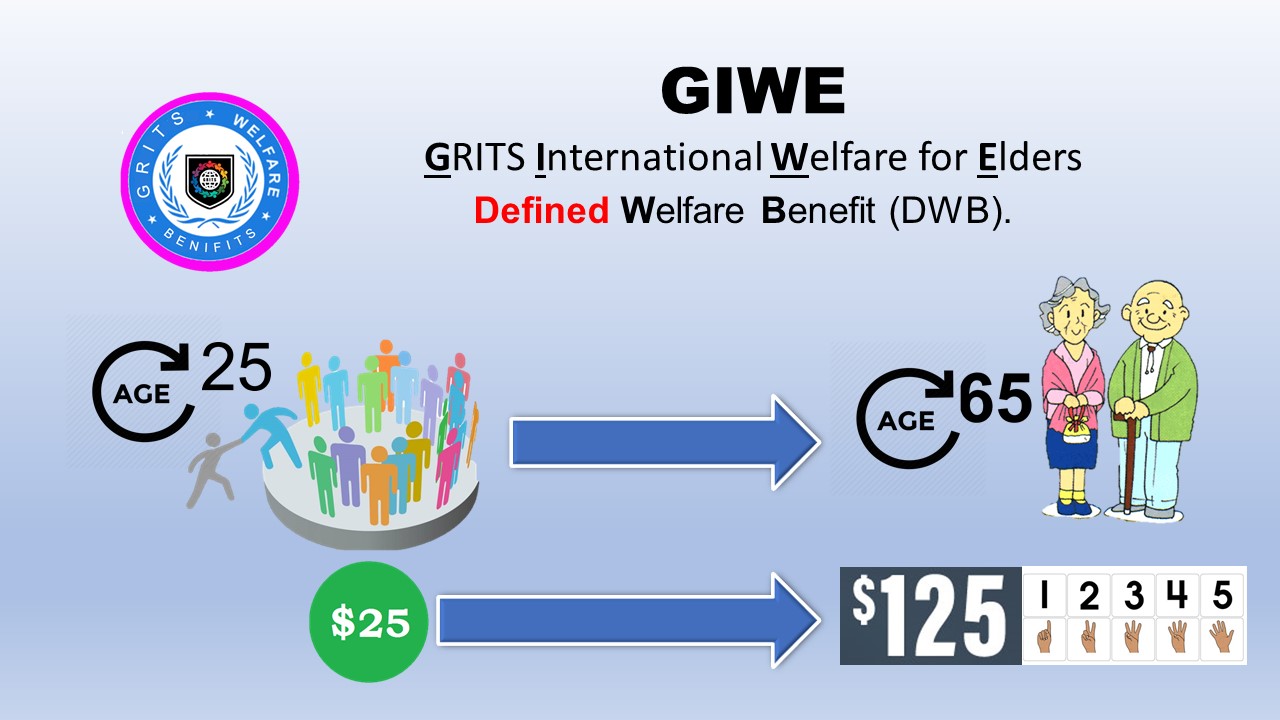 GIWE
GRITS International Welfare for Elders
Defined Welfare Benefit (DWB).
GRITS ★ WELFARE ★ BENIFITS ★
GRITS
AGE 25
AGE 65
$25
$125
1 2 3 4 5